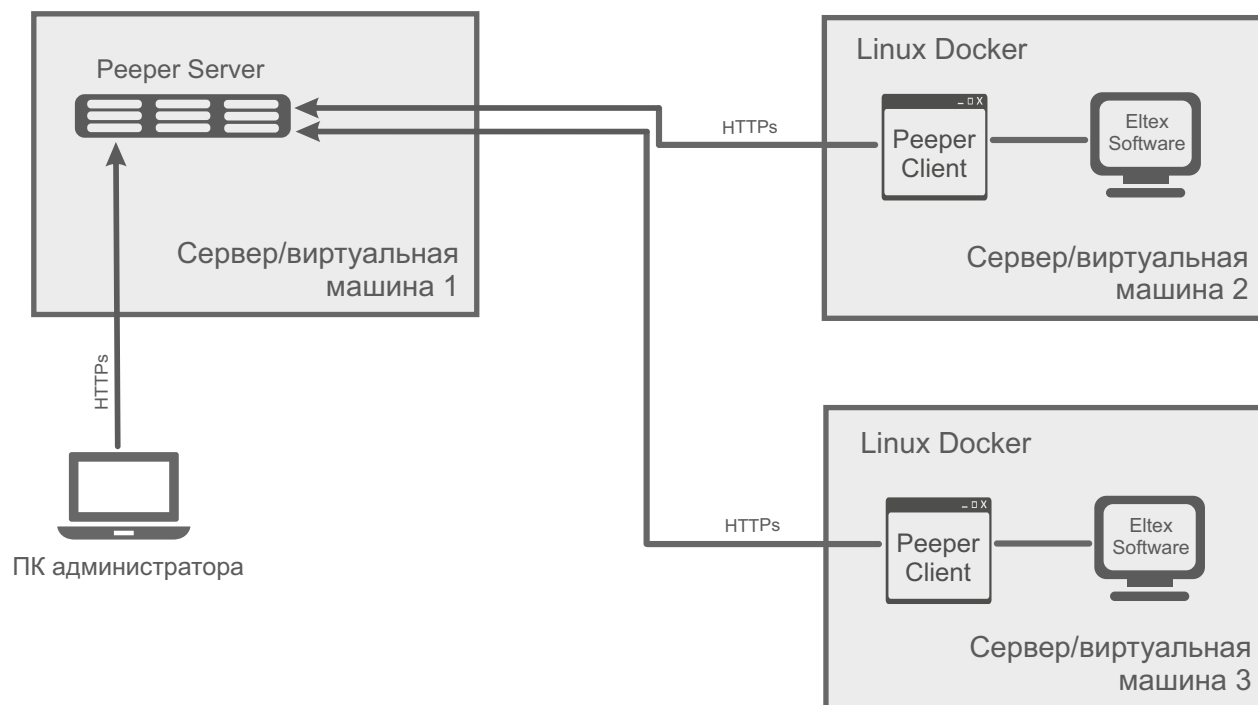 Peeper Server
Сервер/виртуальная
машина 1
HTTPs
ПК администратора
HTTPs
Linux Docker
Peeper
Client
Eltex
Software
Сервер/виртуальная
машина 2
HTTPs
Linux Docker
Peeper
Client
Eltex
Software
Сервер/виртуальная
машина 3